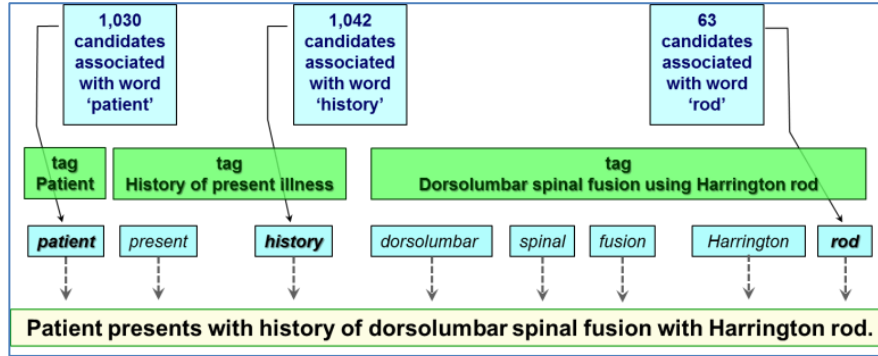 1,030
candidates
associated
with word
‘patient’
1,042
candidates
associated
with word
‘history’
63
candidates
associated
with word
‘rod’
tag
Patient
tag
History of present illness
tag
Dorsolumbar spinal fusion using Harrington rod
patient present history dorsolumbar spinal fusion Harrington rod
Patient presents with history of dorsolumbar spinal fusion with Harrington rod.